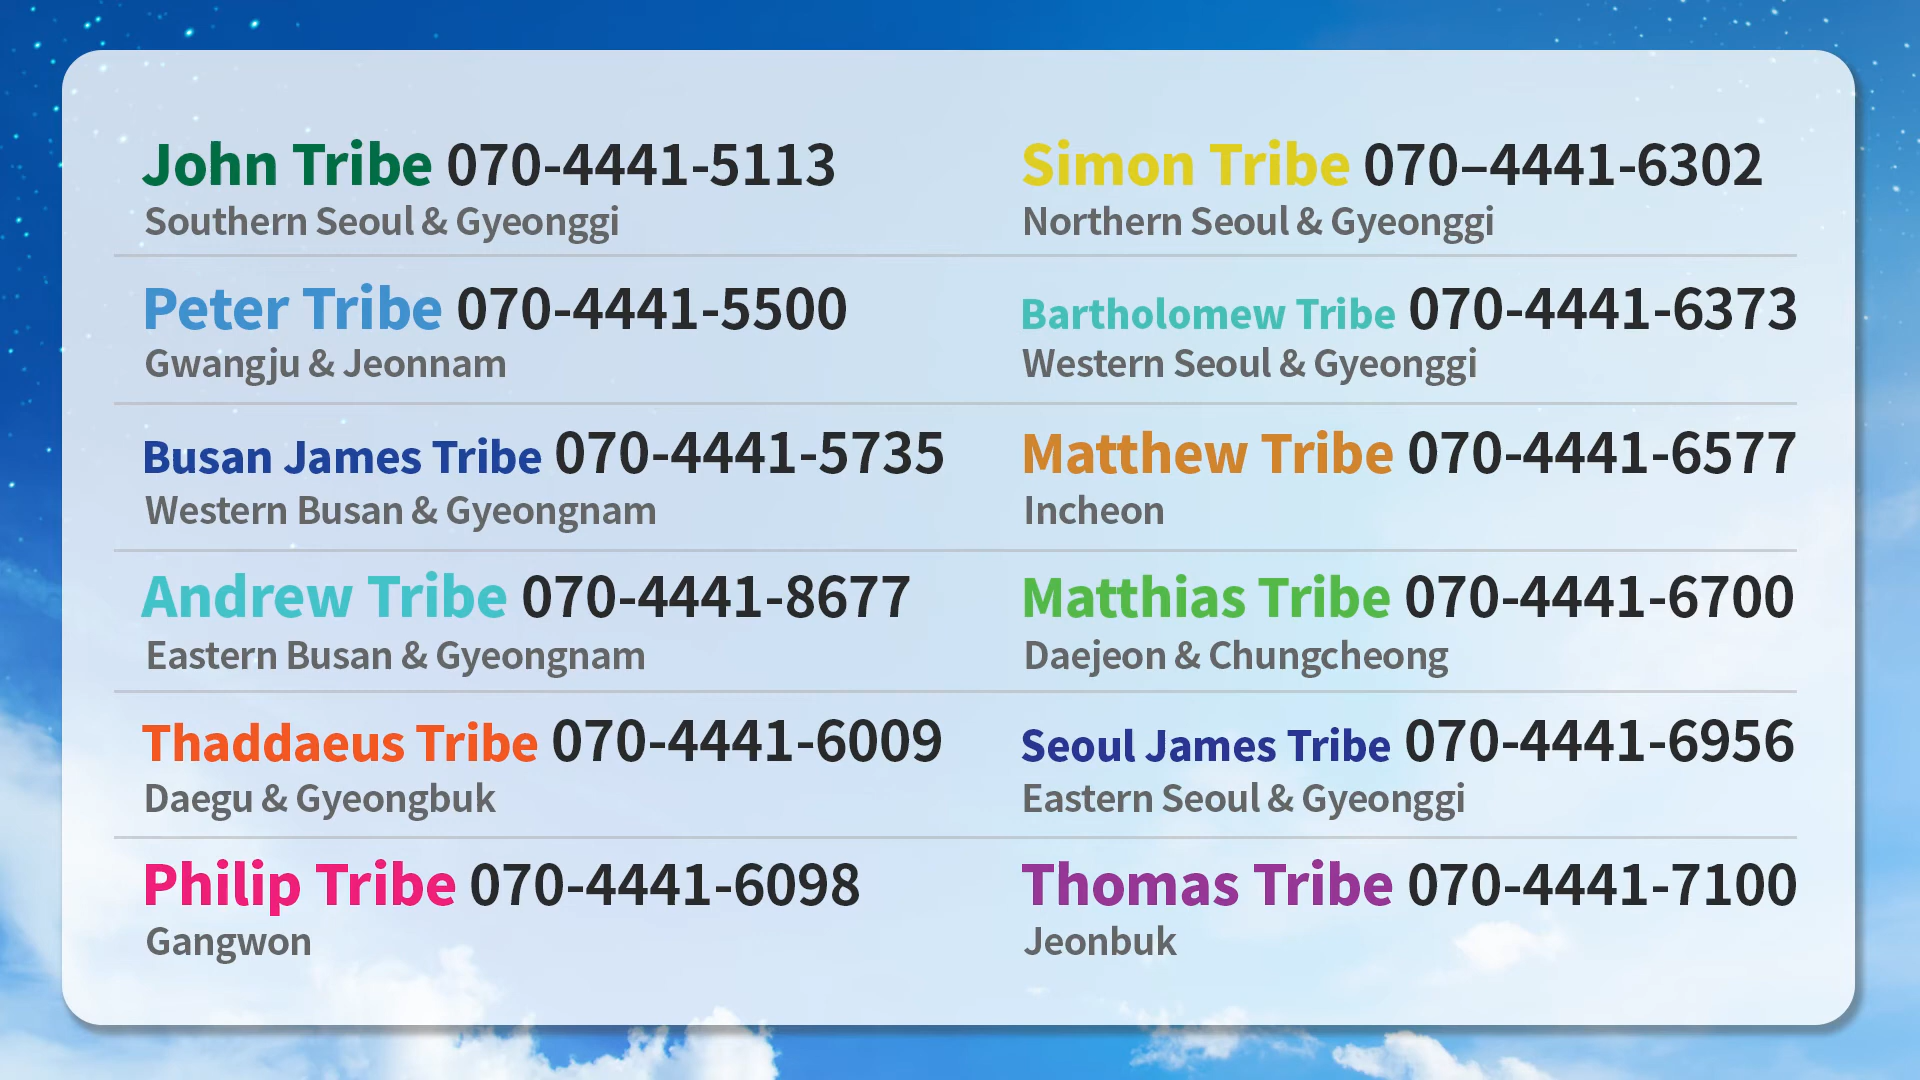 John Tribe 070-4441-5113
Southern Seoul & Gyeonggi
Peter Tribe 070-4441-5500
Gwangju & Jeonnam
Busan James Tribe 070-4441-5735
Western Busan & Gyeongnam
Andrew Tribe 070-4441-8677
Eastern Busan & Gyeongnam
Thaddaeus Tribe 070-4441-6009
Daegu & Gyeongbuk
Philip Tribe 070-4441-6098
Gangwon
Simon Tribe 070–4441-6302
Northern Seoul & Gyeonggi
Bartholomew Tribe 070-4441-6373
Western Seoul & Gyeonggi
Matthew Tribe 070-4441-6577
Incheon
Matthias Tribe 070-4441-6700
Daejeon & Chungcheong
Seoul James Tribe 070-4441-6956
Eastern Seoul & Gyeonggi
Thomas Tribe 070-4441-7100
Jeonbuk